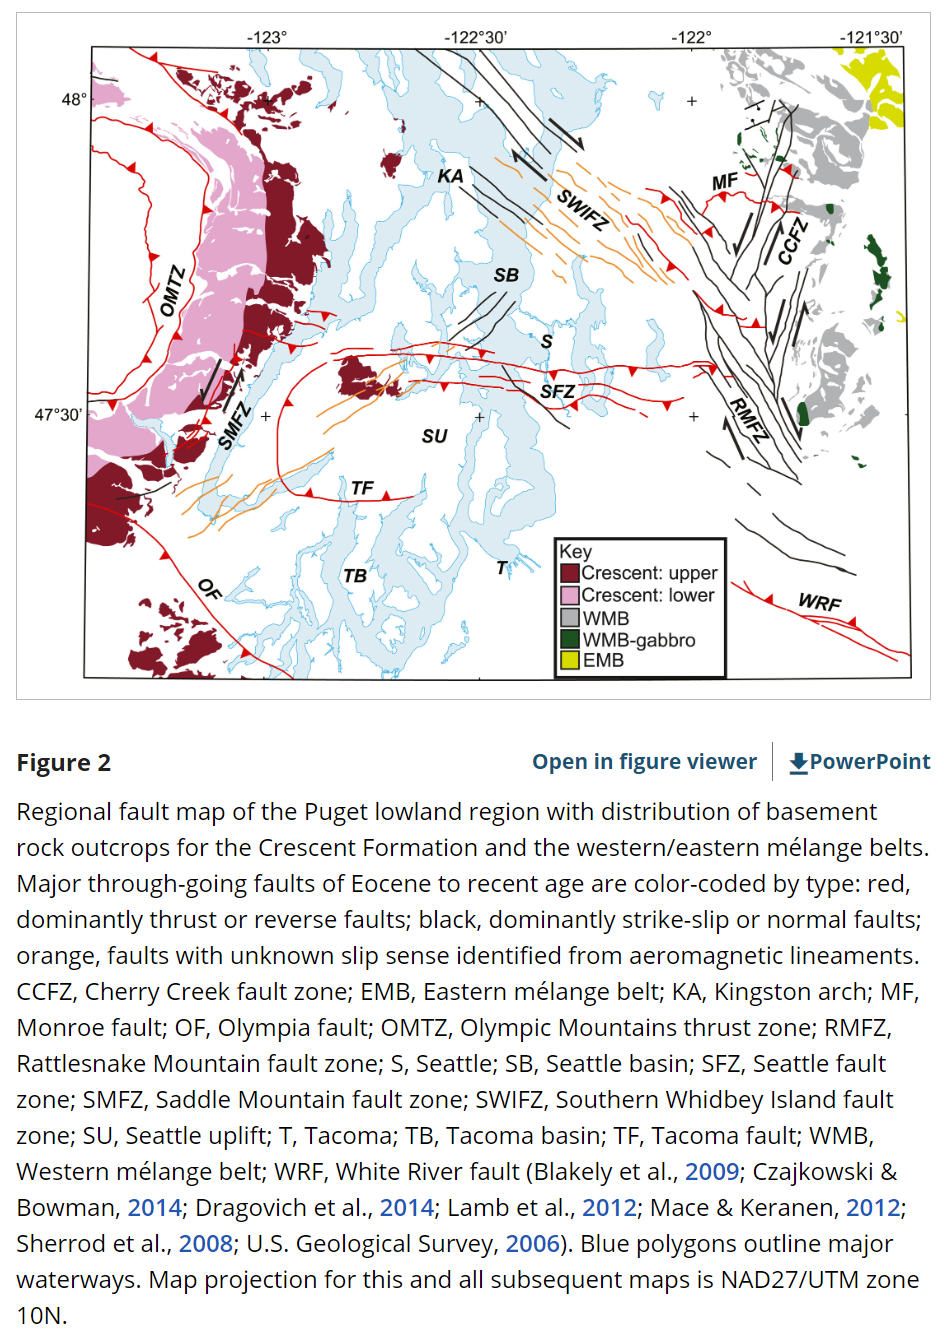 -123° -122°30' -122° -121°30'
48°
KA
SWIFZ
MF
CCFZ
OMTZ
SB
S
SFZ
47°30'
SMFZ
SU
RMFZ
TF
TB
T
OF
WRF
Key
Crescent: upper
Crescent: lower
WMB
WMB-gabbro
EMB
Figure 2
Open in figure viewer
PowerPoint
Regional fault map of the Puget lowland region with distribution of basement
rock outcrops for the Crescent Formation and the western/eastern mélange belts.
Major through-going faults of Eocene to recent age are color-coded by type: red,
dominantly thrust or reverse faults; black, dominantly strike-slip or normal faults;
orange, faults with unknown slip sense identified from aeromagnetic lineaments.
CCFZ, Cherry Creek fault zone; EMB, Eastern mélange belt; KA, Kingston arch; MF,
Monroe fault; OF, Olympia fault; OMTZ, Olympic Mountains thrust zone; RMFZ,
Rattlesnake Mountain fault zone; S, Seattle; SB, Seattle basin; SFZ, Seattle fault
zone; SMFZ, Saddle Mountain fault zone; SWIFZ, Southern Whidbey Island fault
zone; SU, Seattle uplift; T, Tacoma; TB, Tacoma basin; TF, Tacoma fault; WMB,
Western mélange belt; WRF, White River fault (Blakely et al., 2009; Czajkowski &
Bowman, 2014; Dragovich et al., 2014; Lamb et al., 2012; Mace & Keranen, 2012;
Sherrod et al., 2008; U.S. Geological Survey, 2006). Blue polygons outline major
waterways. Map projection for this and all subsequent maps is NAD27/UTM zone
10N.